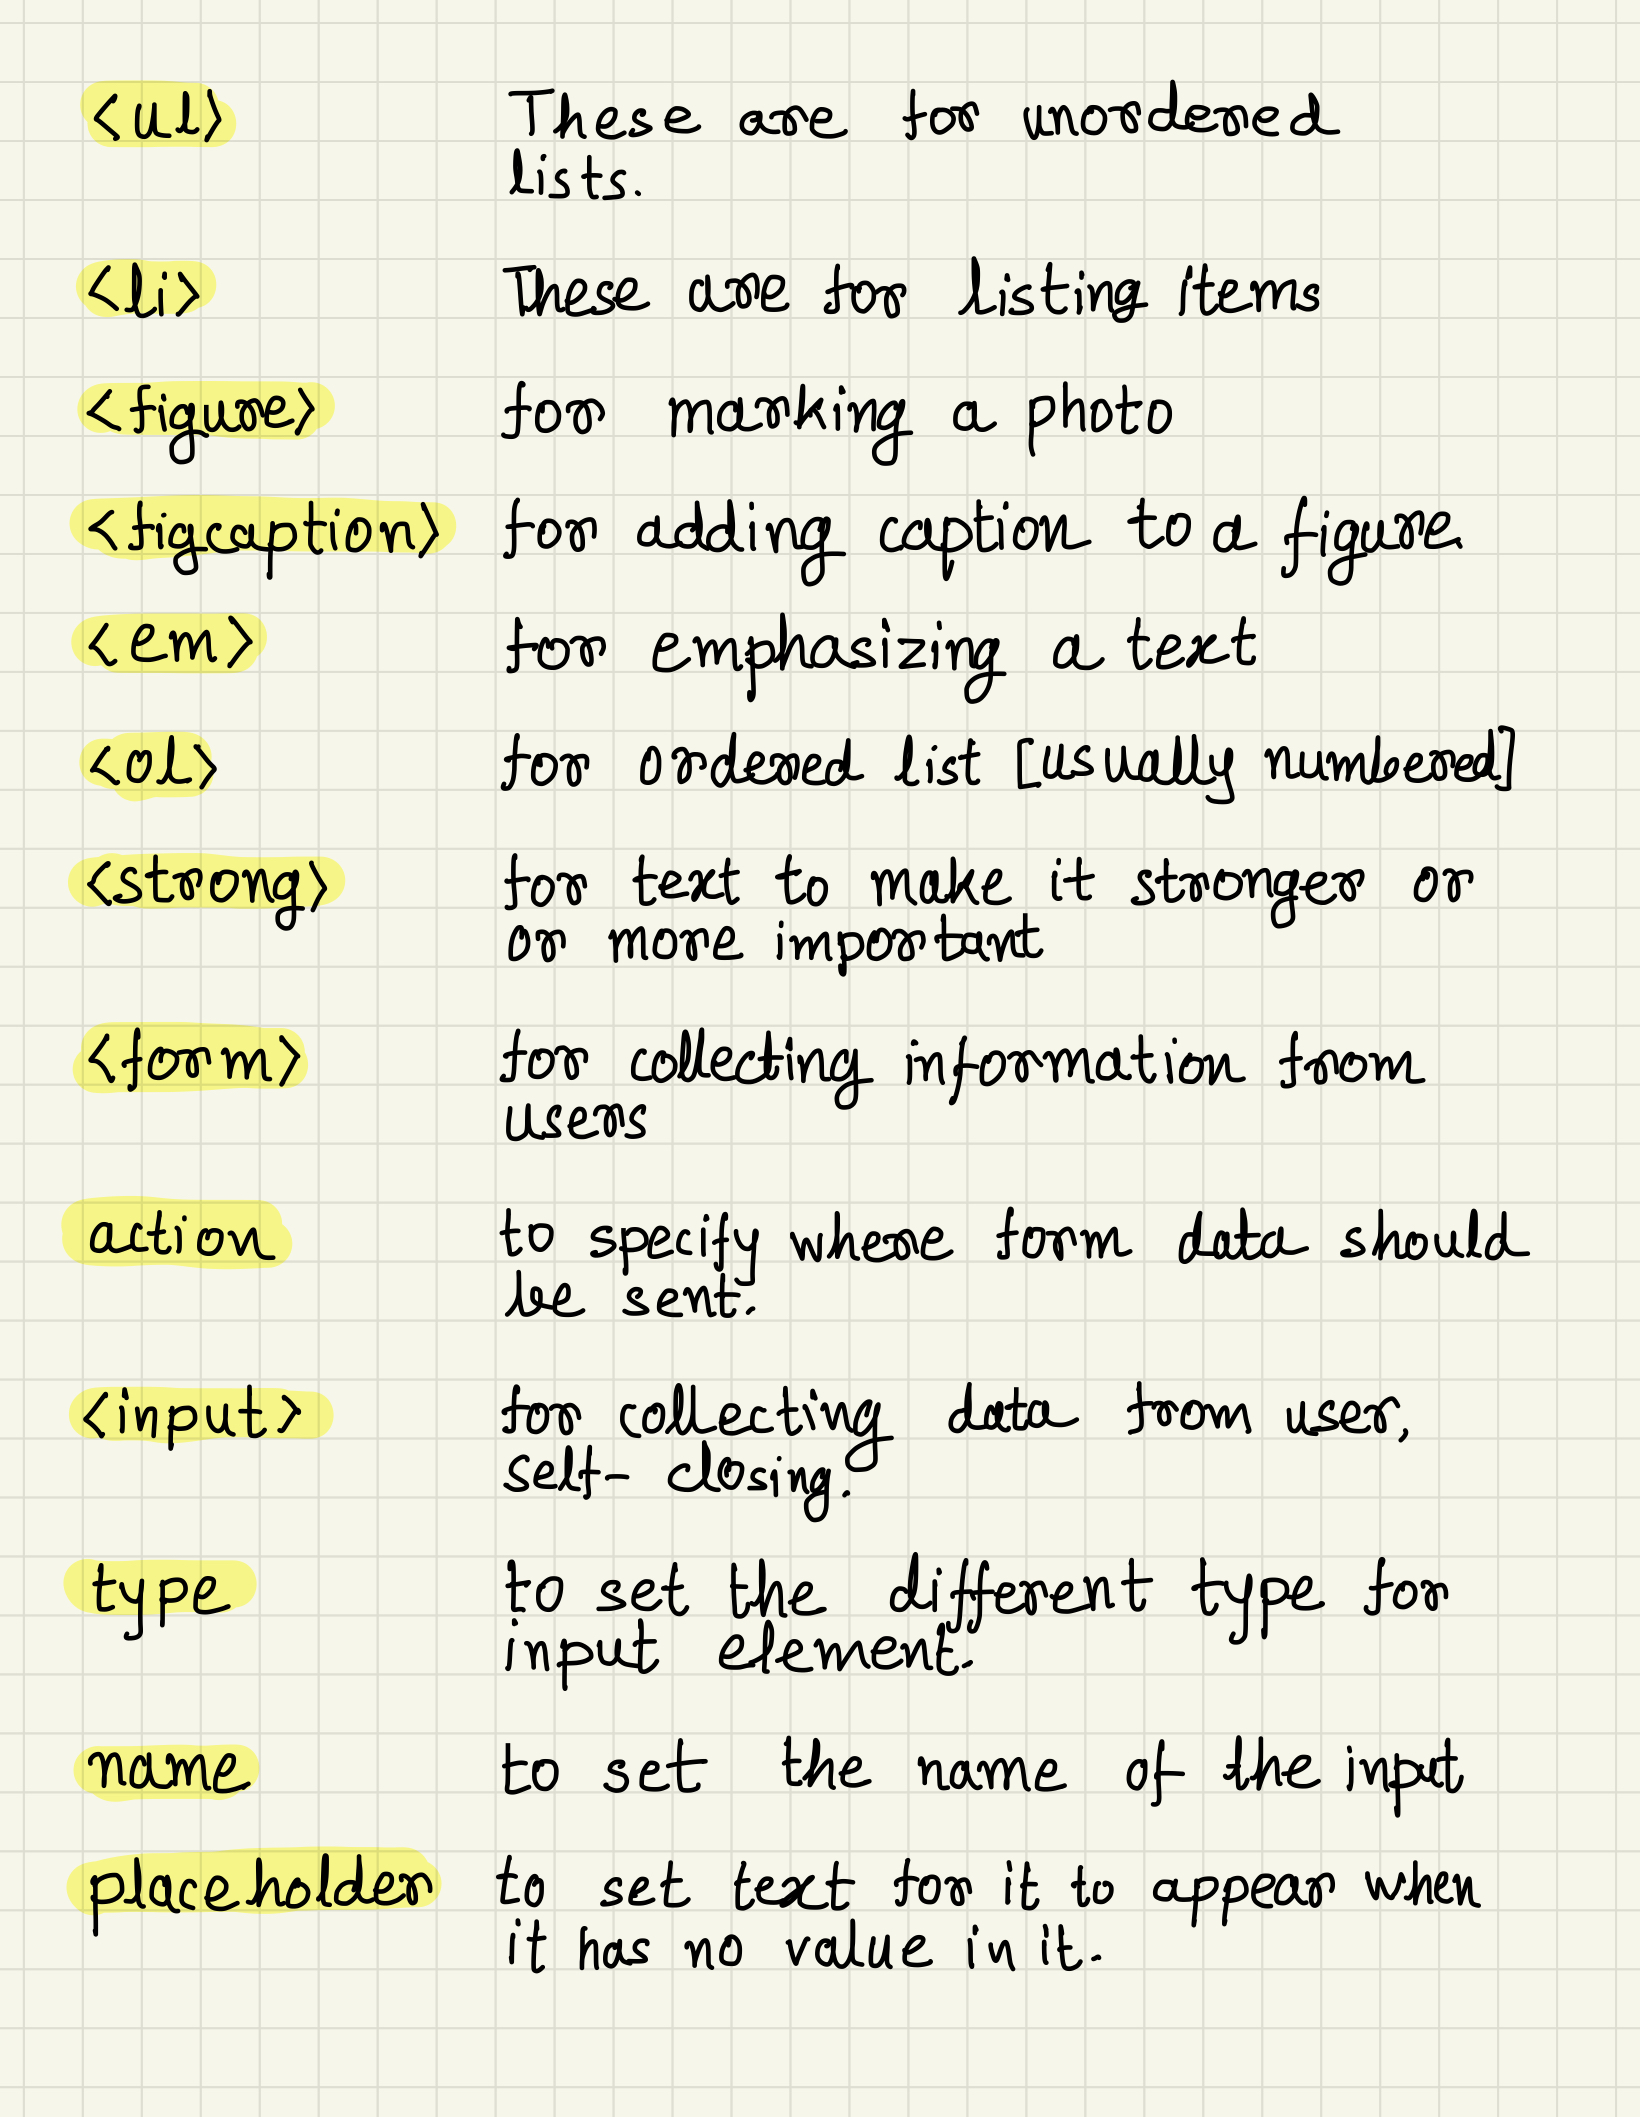 <ul> These are for unordered
lists.
<li> These are for listing items
<figure> for marking a photo
<figcaption> for adding caption to a figure
<em> for emphasizing a text
<ol> for ordered list [usually numbered]
<strong> for text to make it stronger or
or more important
<form> for collecting information from
users
action to specify where form data should
be sent.
<input> for collecting data from user,
self-closing.
type to set the different type for
input element.
name to set the name of the input
placeholder to set text for it to appear when
it has no value in it.